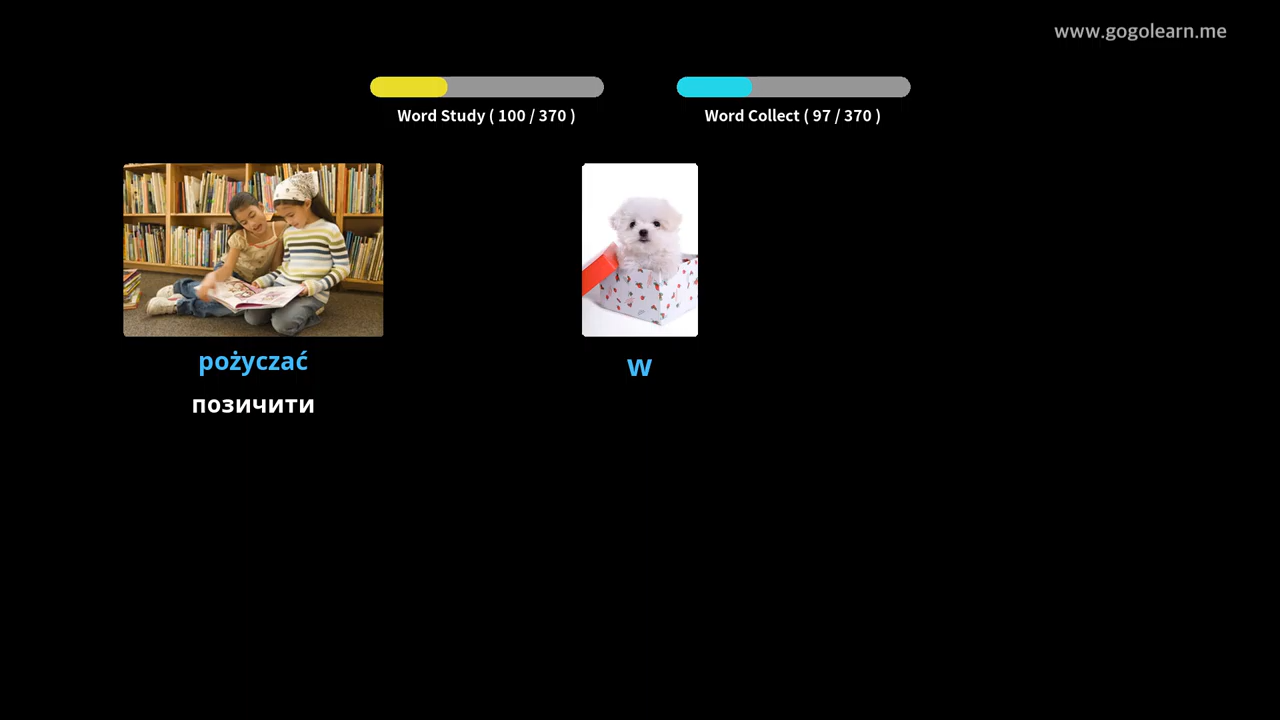 www.gogolearn.me
Word Study ( 100 / 370 )
Word Collect ( 97 / 370 )
pożyczać
позичити
w